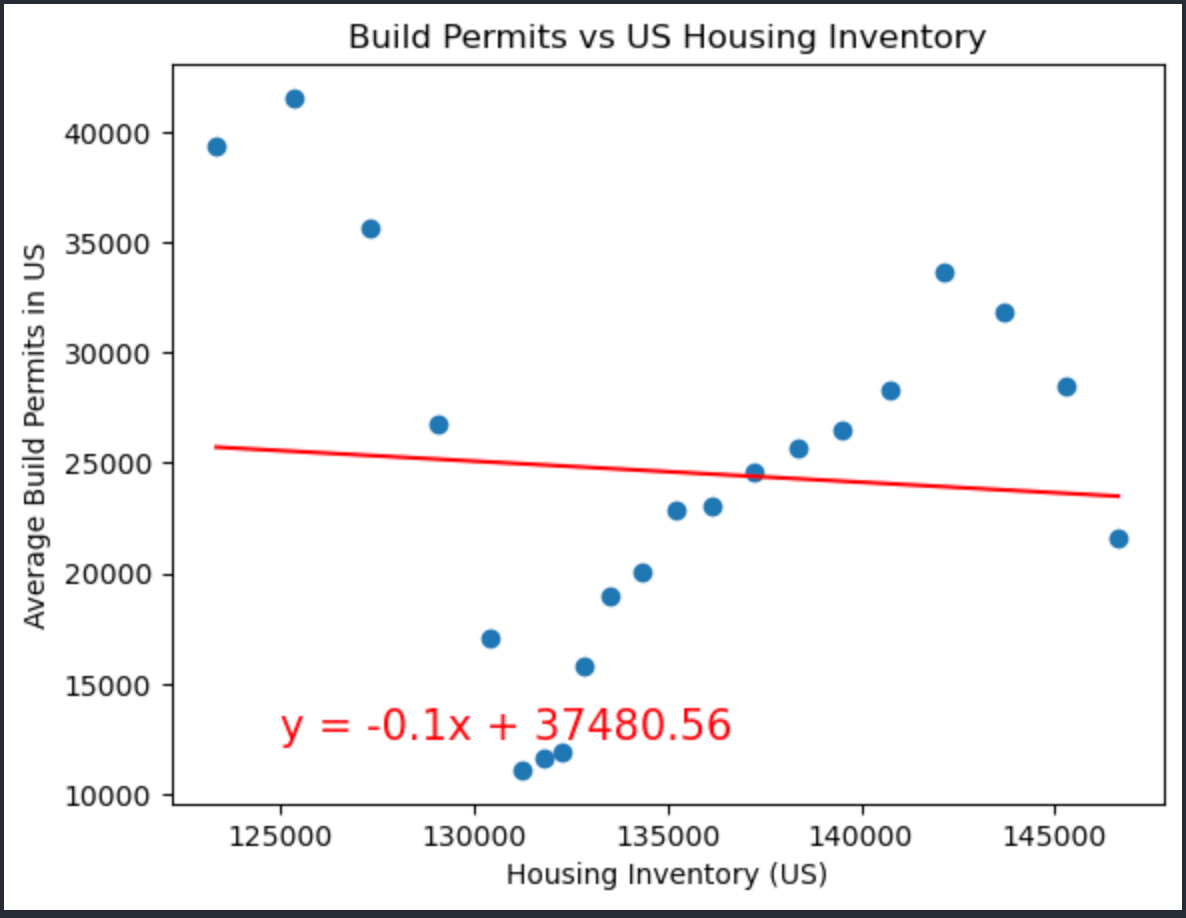 Build Permits vs US Housing Inventory
Average Build Permits in US
40000
35000
30000
25000
20000
15000
10000
y = -0.1x + 37480.56
125000 130000 135000 140000 145000
Housing Inventory (US)